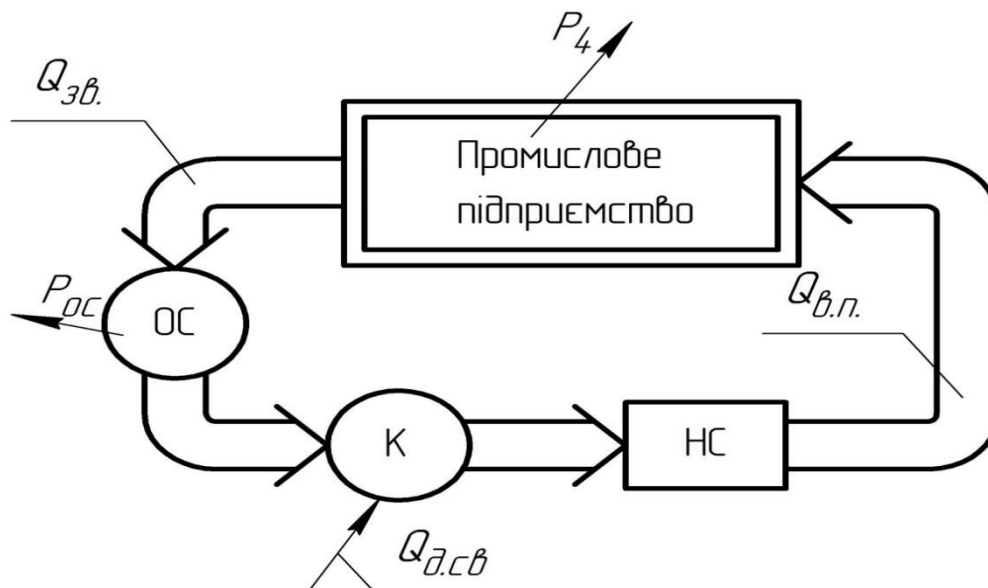 P4
Qзв.
Промислове
підприємство
Pос
ОС
Qв.п.
К
НС
Qд.св